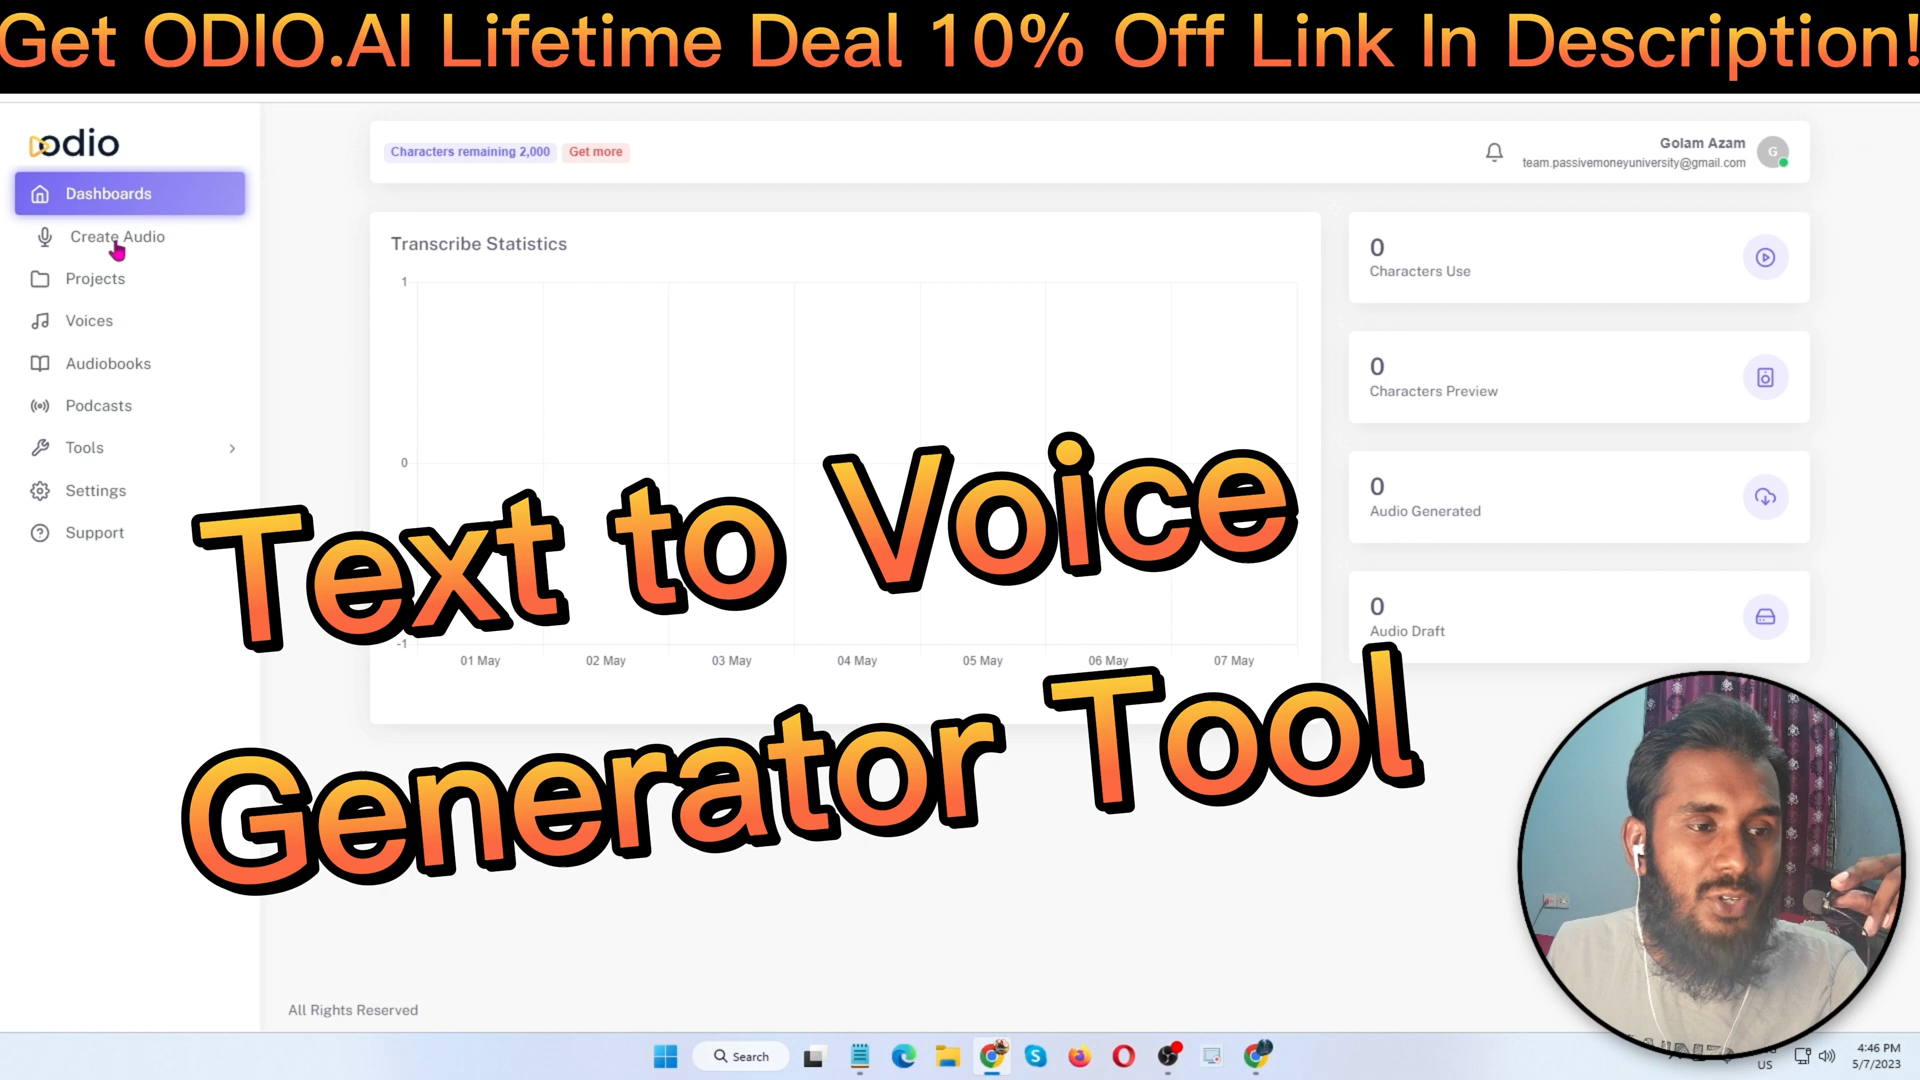 Get ODIO.AI Lifetime Deal 10% Off Link In Description!
odio
Dashboards
Create Audio
Projects
Voices
Audiobooks
Podcasts
Tools
Settings
Support
Characters remaining 2,000 Get more
Golam Azam
team.passivemoneyuniversity@gmail.com
G
Transcribe Statistics
1
0
-1
01 May 02 May 03 May 04 May 05 May 06 May 07 May
0
Characters Use
0
Characters Preview
0
Audio Generated
0
Audio Draft
Text to Voice
Generator Tool
All Rights Reserved
Search
US
4:46 PM
5/7/2023